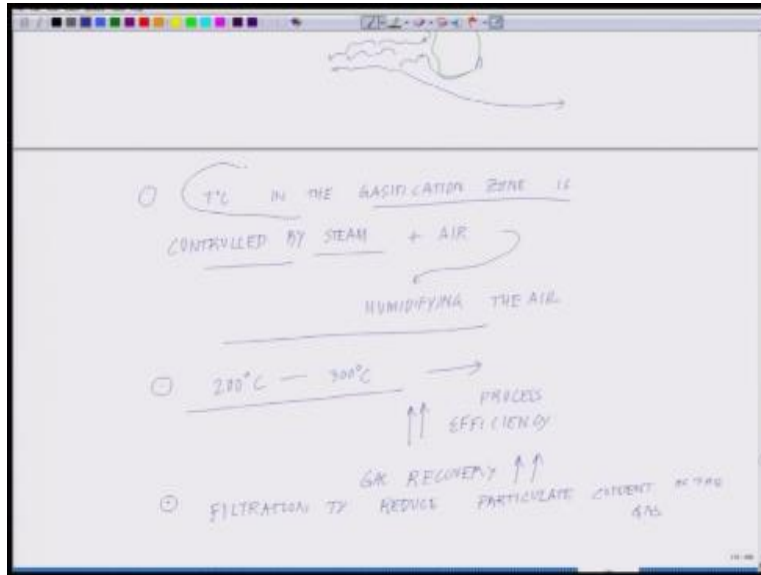 T°C IN THE GASIFICATION ZONE IS
CONTROLLED BY STEAM + AIR
HUMIDIFYING THE AIR
200°C — 300°C
PROCESS
EFFICIENCY
GAS RECOVERY
FILTRATION TO REDUCE PARTICULATE CONTENT OF THE
GAS